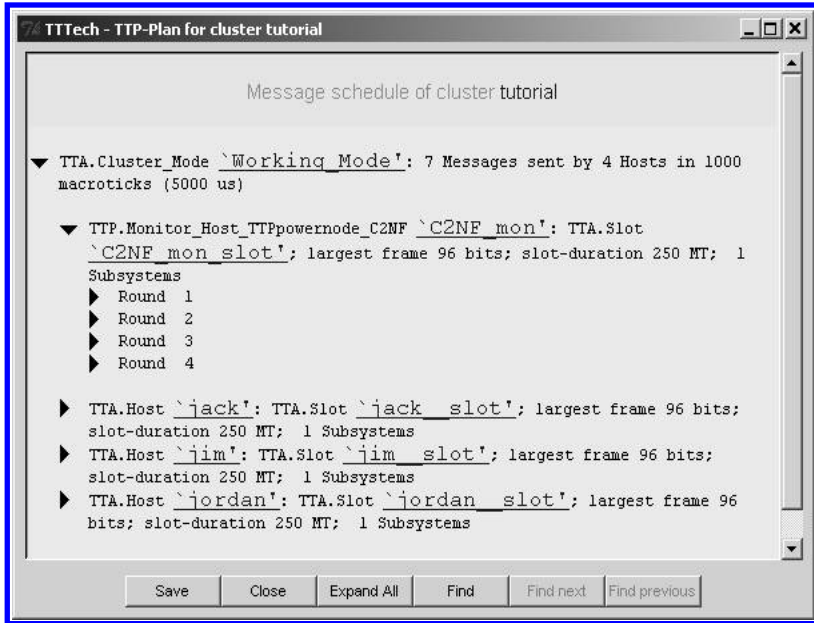 TTTech - TTP-Plan for cluster tutorial
Message schedule of cluster tutorial
TTA.Cluster_Mode `Working_Mode': 7 Messages sent by 4 Hosts in 1000
macroticks (5000 us)
TTP.Monitor_Host_TTPpowernode_C2NF `C2NF_mon': TTA.Slot
`C2NF_mon_slot'; largest frame 96 bits; slot-duration 250 MT; 1
Subsystems
Round 1
Round 2
Round 3
Round 4
TTA.Host `jack': TTA.Slot `jack__slot'; largest frame 96 bits;
slot-duration 250 MT; 1 Subsystems
TTA.Host `jim': TTA.Slot `jim__slot'; largest frame 96 bits;
slot-duration 250 MT; 1 Subsystems
TTA.Host `jordan': TTA.Slot `jordan__slot'; largest frame 96
bits; slot-duration 250 MT; 1 Subsystems
Save Close Expand All Find Find next Find previous